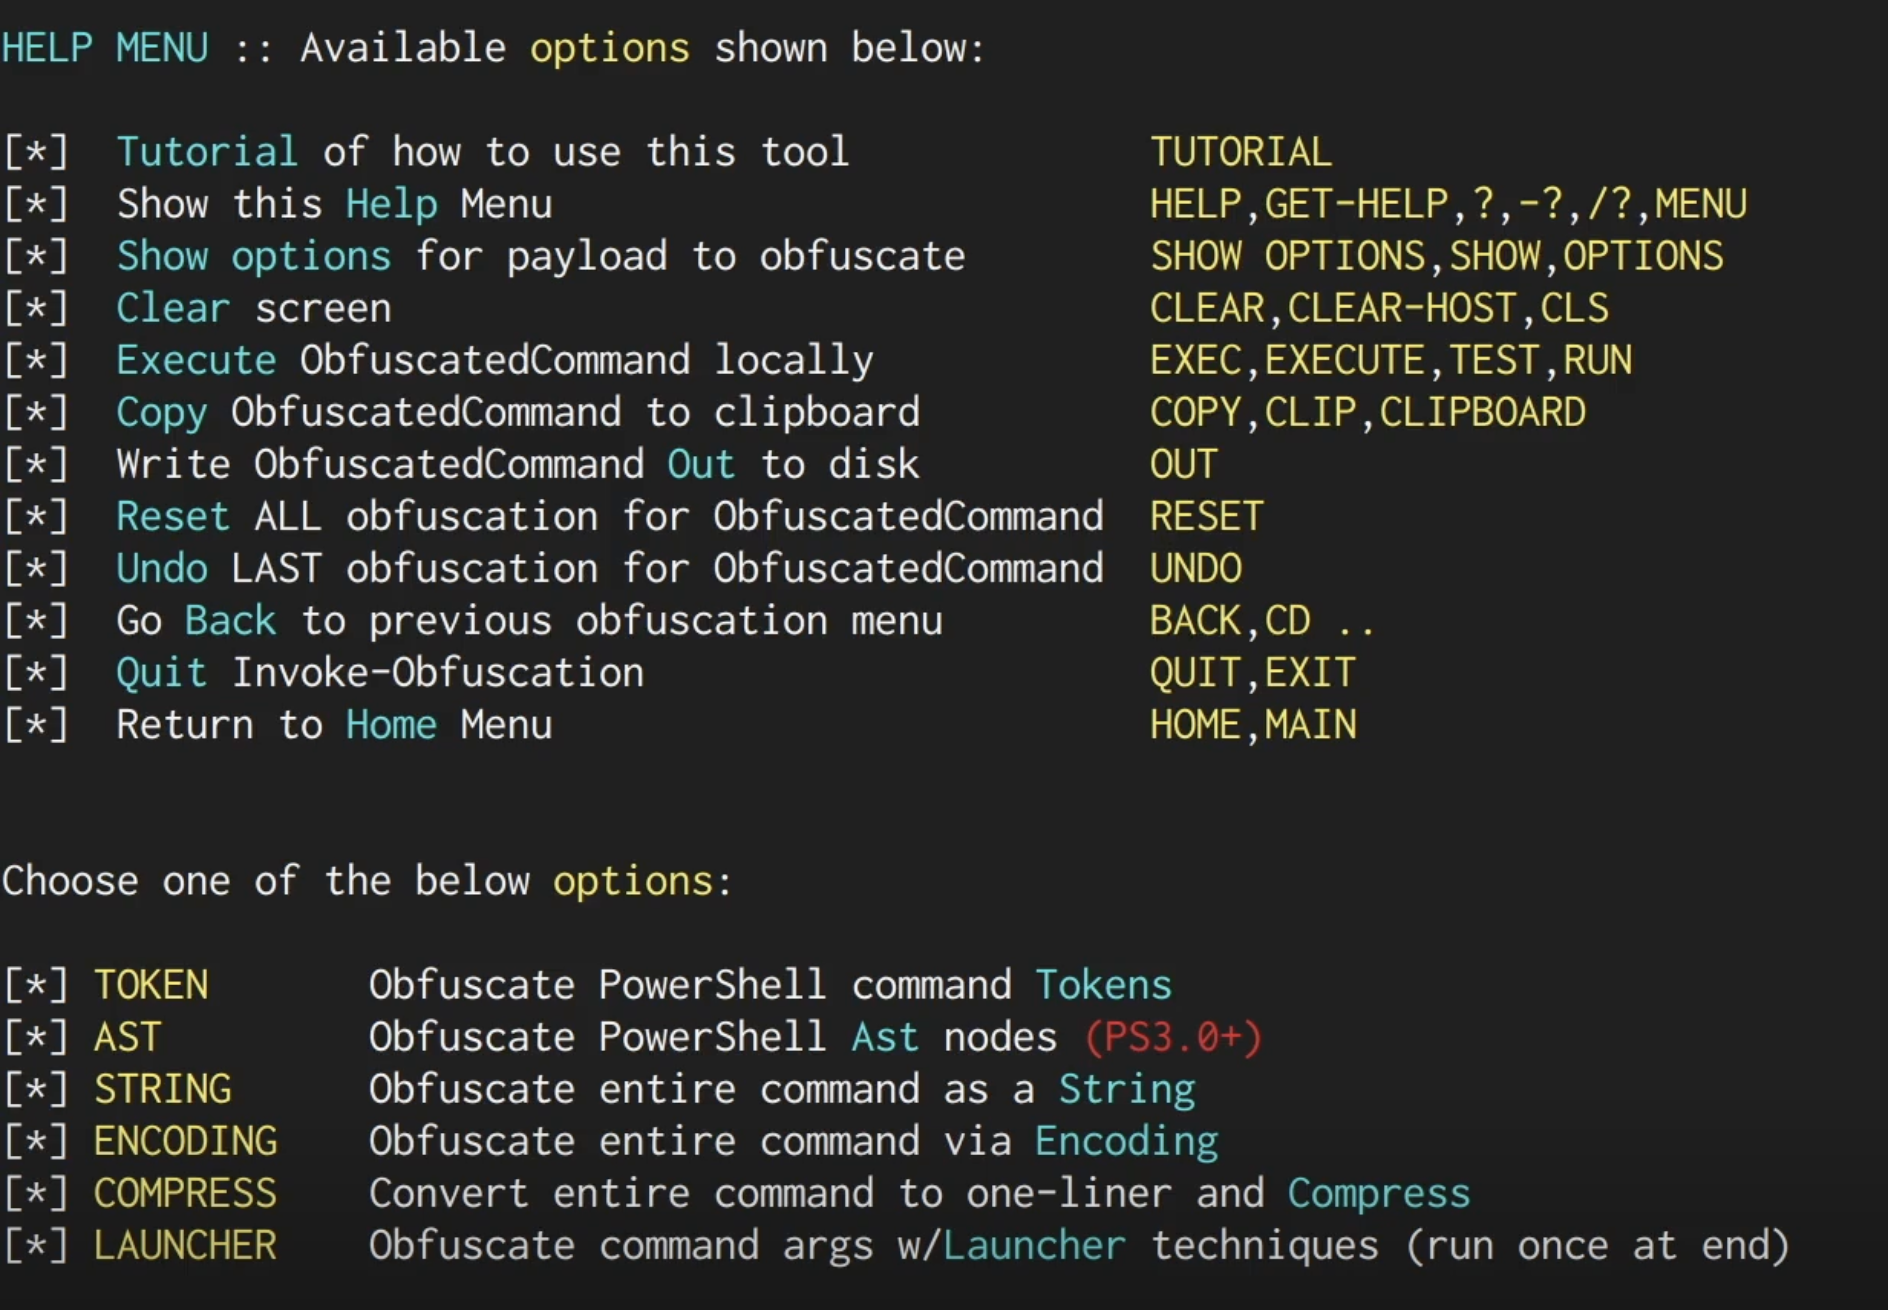 HELP MENU :: Available options shown below:
[*] Tutorial of how to use this tool TUTORIAL
[*] Show this Help Menu HELP,GET-HELP,?,-?,/?,MENU
[*] Show options for payload to obfuscate SHOW OPTIONS,SHOW,OPTIONS
[*] Clear screen CLEAR,CLEAR-HOST,CLS
[*] Execute ObfuscatedCommand locally EXEC,EXECUTE,TEST,RUN
[*] Copy ObfuscatedCommand to clipboard COPY,CLIP,CLIPBOARD
[*] Write ObfuscatedCommand Out to disk OUT
[*] Reset ALL obfuscation for ObfuscatedCommand RESET
[*] Undo LAST obfuscation for ObfuscatedCommand UNDO
[*] Go Back to previous obfuscation menu BACK,CD ..
[*] Quit Invoke-Obfuscation QUIT,EXIT
[*] Return to Home Menu HOME,MAIN
Choose one of the below options:
[*] TOKEN Obfuscate PowerShell command Tokens
[*] AST Obfuscate PowerShell Ast nodes (PS3.0+)
[*] STRING Obfuscate entire command as a String
[*] ENCODING Obfuscate entire command via Encoding
[*] COMPRESS Convert entire command to one-liner and Compress
[*] LAUNCHER Obfuscate command args w/Launcher techniques (run once at end)